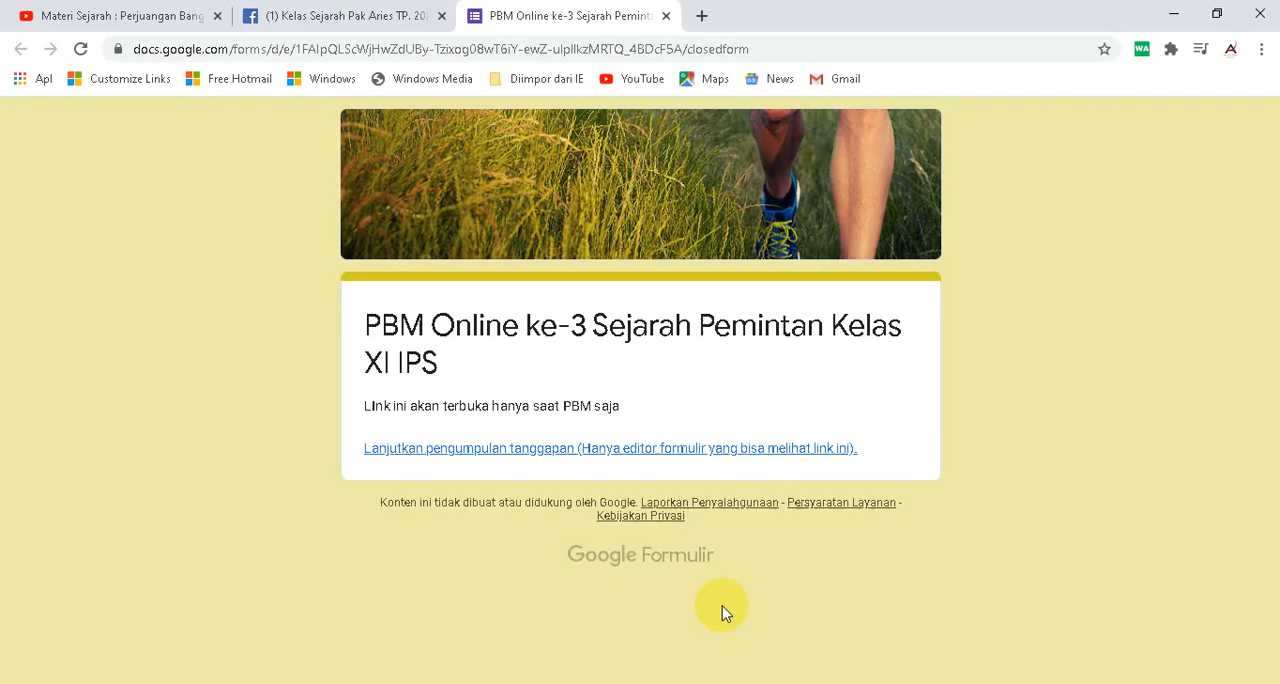 Materi Sejarah : Perjuangan Bang
(1) Kelas Sejarah Pak Aries TP. 202
PBM Online ke-3 Sejarah Pemint
docs.google.com/forms/d/e/1FAIpQLScWjHwZdUBy-Tzixog08wT6iY-ewZ-ulpIlkzMRTQ_4BDcF5A/closedform
WA
Apl
Customize Links
Free Hotmail
Windows
Windows Media
Diimpor dari IE
YouTube
Maps
News
Gmail
PBM Online ke-3 Sejarah Pemintan Kelas
XI IPS
LInk ini akan terbuka hanya saat PBM saja
Lanjutkan pengumpulan tanggapan (Hanya editor formulir yang bisa melihat link ini).
Konten ini tidak dibuat atau didukung oleh Google. Laporkan Penyalahgunaan - Persyaratan Layanan -
Kebijakan Privasi
Google Formulir